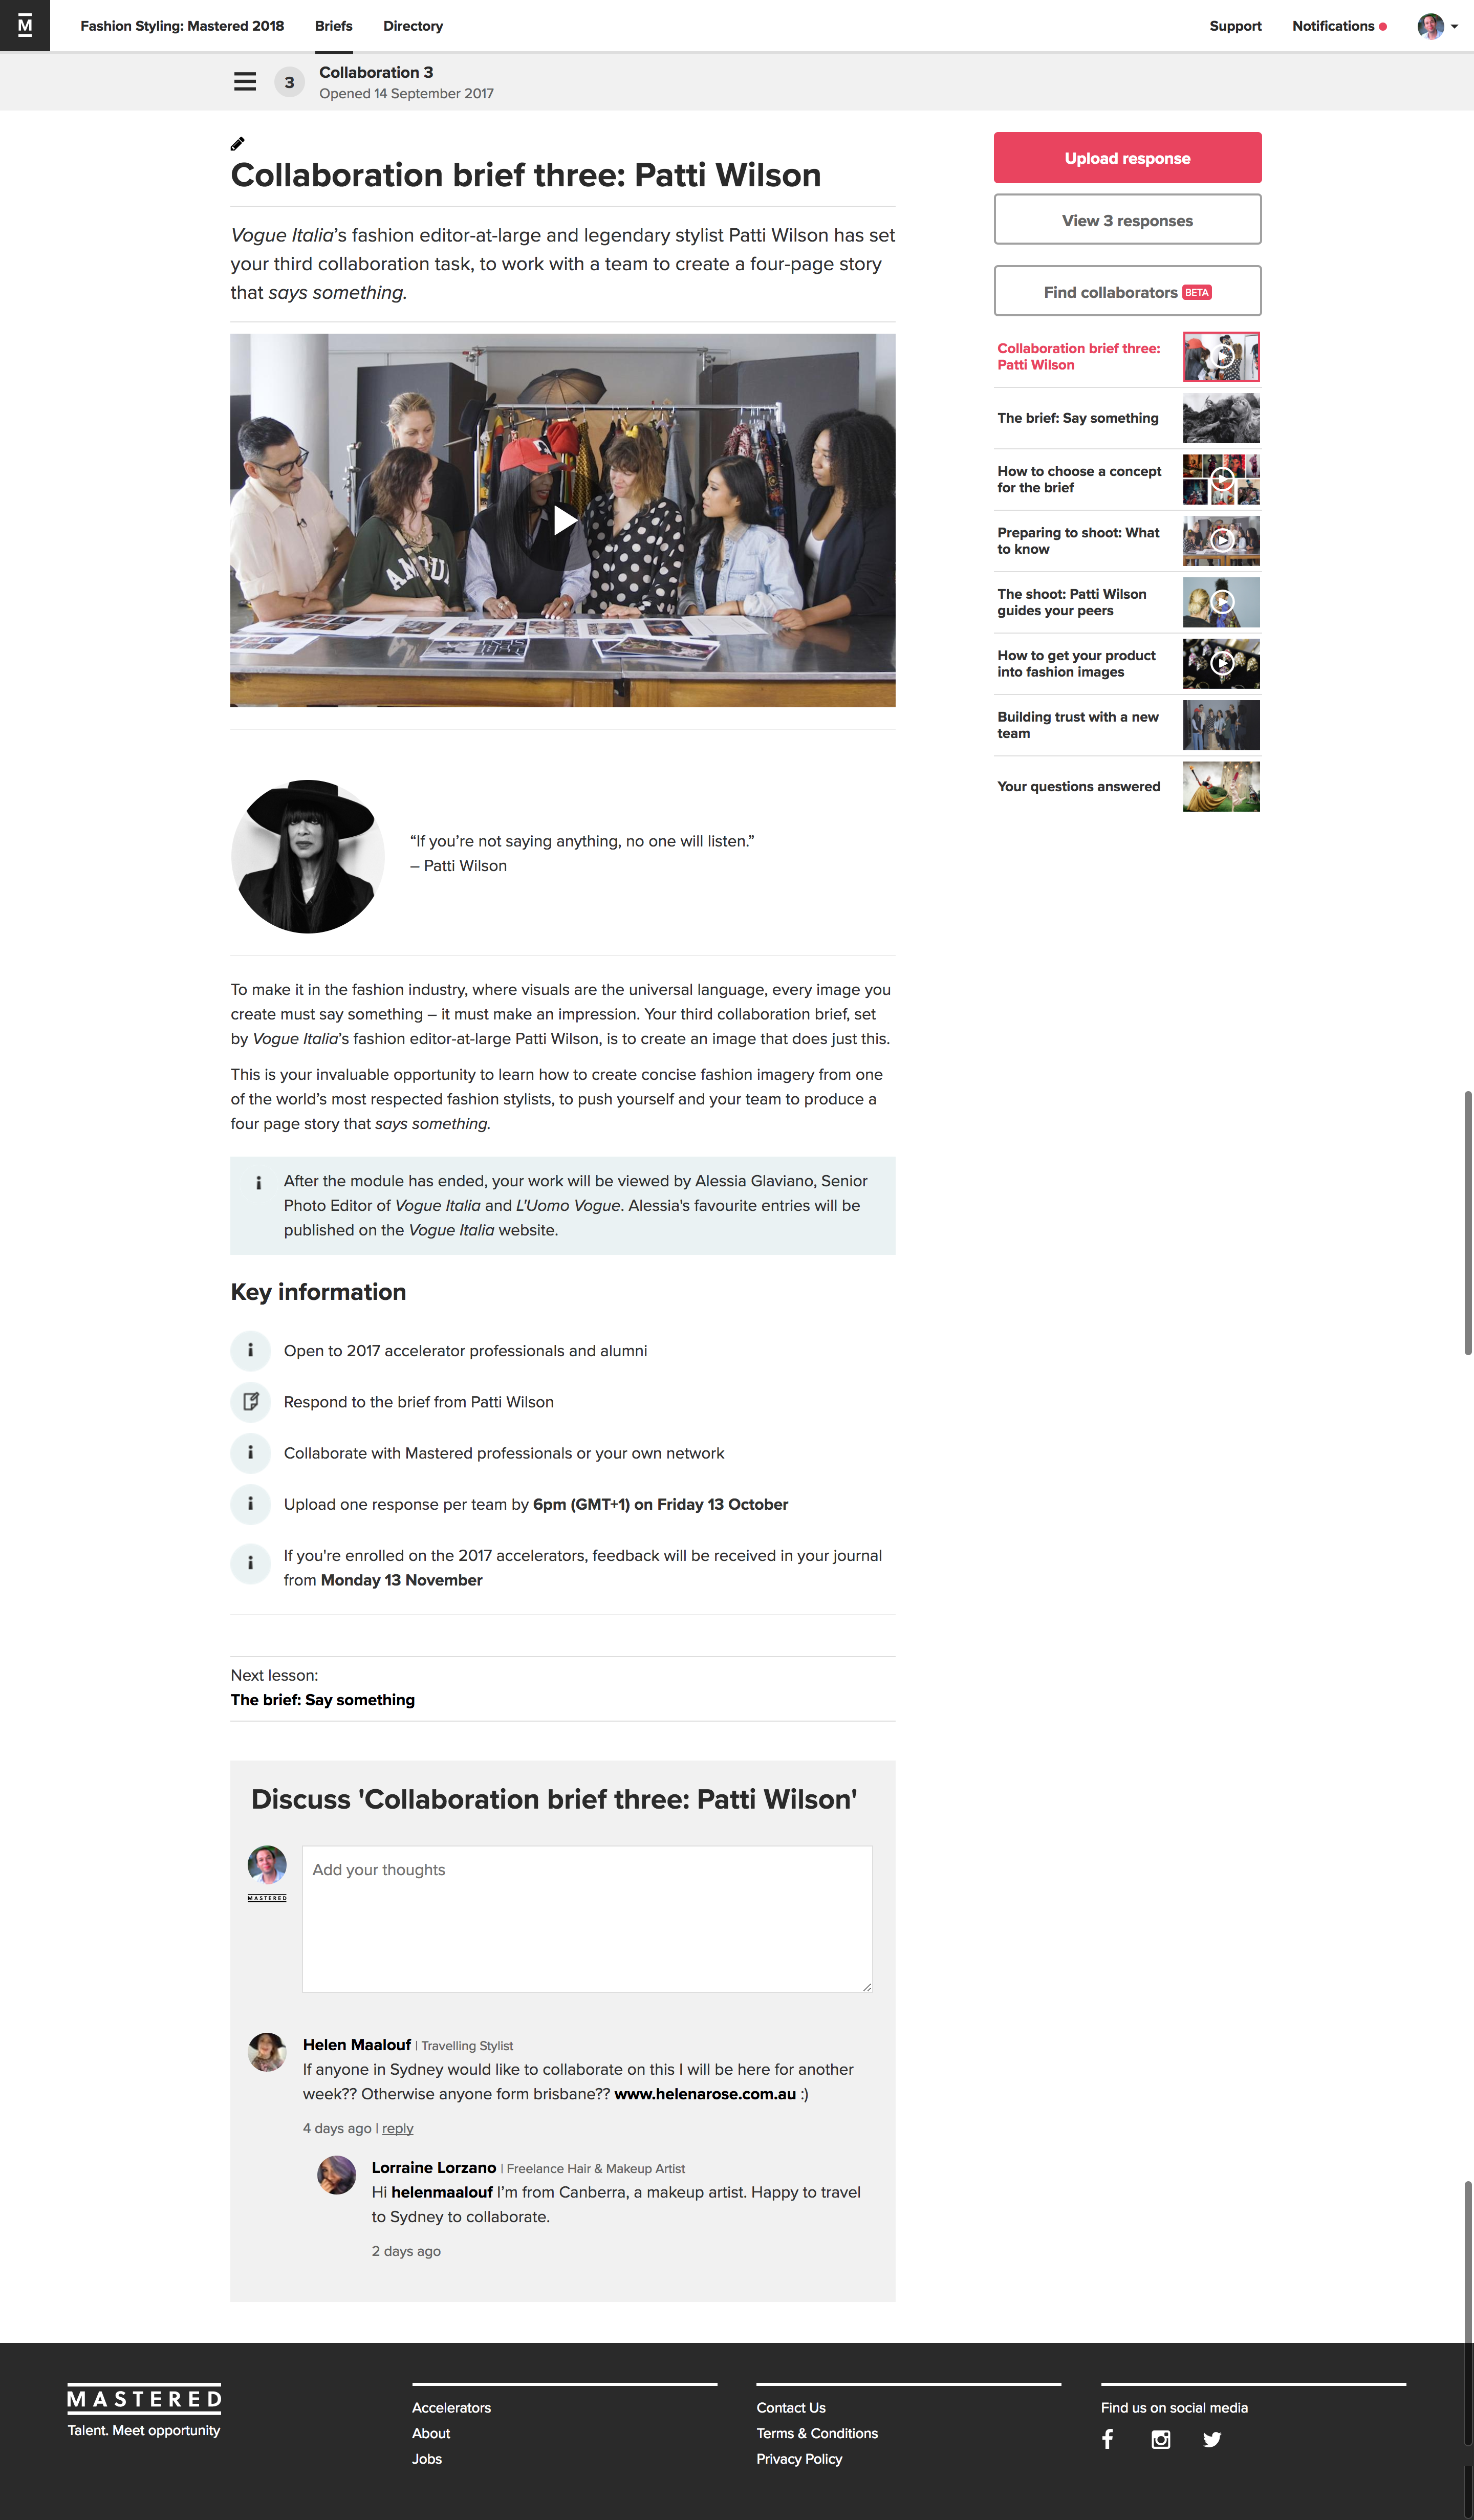 M
Fashion Styling: Mastered 2018
Briefs
Directory
Support
Notifications
3
Collaboration 3
Opened 14 September 2017
Collaboration brief three: Patti Wilson
Vogue Italia's fashion editor-at-large and legendary stylist Patti Wilson has set
your third collaboration task, to work with a team to create a four-page story
that says something.
“If you’re not saying anything, no one will listen.”
– Patti Wilson
To make it in the fashion industry, where visuals are the universal language, every image you
create must say something – it must make an impression. Your third collaboration brief, set
by Vogue Italia’s fashion editor-at-large Patti Wilson, is to create an image that does just this.
This is your invaluable opportunity to learn how to create concise fashion imagery from one
of the world’s most respected fashion stylists, to push yourself and your team to produce a
four page story that says something.
After the module has ended, your work will be viewed by Alessia Glaviano, Senior
Photo Editor of Vogue Italia and L'Uomo Vogue. Alessia's favourite entries will be
published on the Vogue Italia website.
Key information
Open to 2017 accelerator professionals and alumni
Respond to the brief from Patti Wilson
Collaborate with Mastered professionals or your own network
Upload one response per team by 6pm (GMT+1) on Friday 13 October
If you're enrolled on the 2017 accelerators, feedback will be received in your journal
from Monday 13 November
Next lesson:
The brief: Say something
Upload response
View 3 responses
Find collaborators BETA
Collaboration brief three:
Patti Wilson
The brief: Say something
How to choose a concept
for the brief
Preparing to shoot: What
to know
The shoot: Patti Wilson
guides your peers
How to get your product
into fashion images
Building trust with a new
team
Your questions answered
Discuss 'Collaboration brief three: Patti Wilson'
MASTERED
Add your thoughts
Helen Maalouf | Travelling Stylist
If anyone in Sydney would like to collaborate on this I will be here for another
week?? Otherwise anyone form brisbane?? www.helenarose.com.au :)
4 days ago | reply
Lorraine Lorzano | Freelance Hair & Makeup Artist
Hi helenmaalouf I’m from Canberra, a makeup artist. Happy to travel
to Sydney to collaborate.
2 days ago
MASTERED
Talent. Meet opportunity
Accelerators
About
Jobs
Contact Us
Terms & Conditions
Privacy Policy
Find us on social media